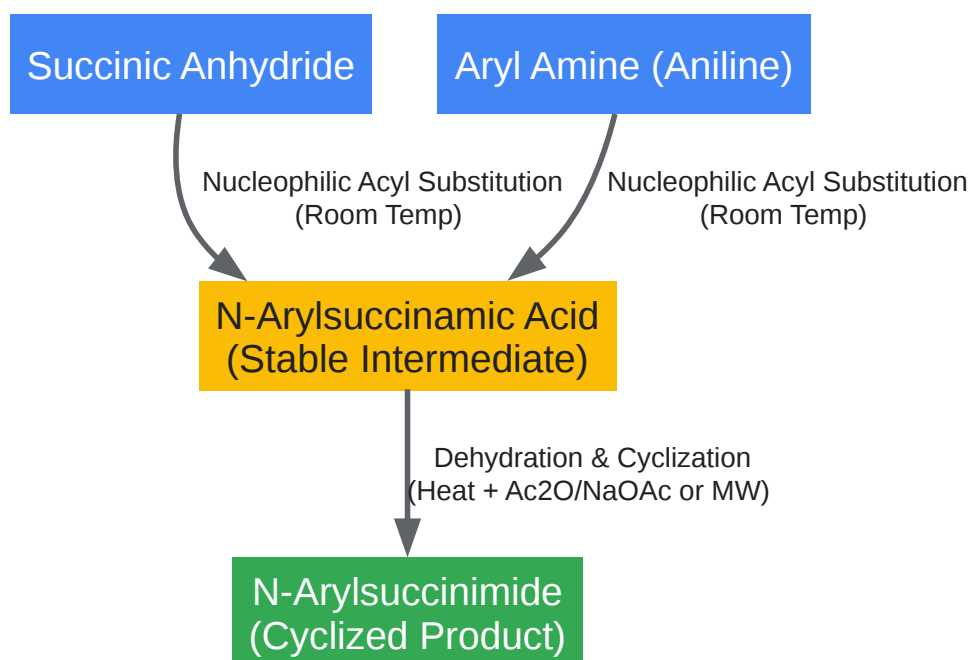 Succinic Anhydride
Aryl Amine (Aniline)
Nucleophilic Acyl Substitution
(Room Temp)
Nucleophilic Acyl Substitution
(Room Temp)
N-Arylsuccinamic Acid
(Stable Intermediate)
Dehydration & Cyclization
(Heat + Ac2O/NaOAc or MW)
N-Arylsuccinimide
(Cyclized Product)